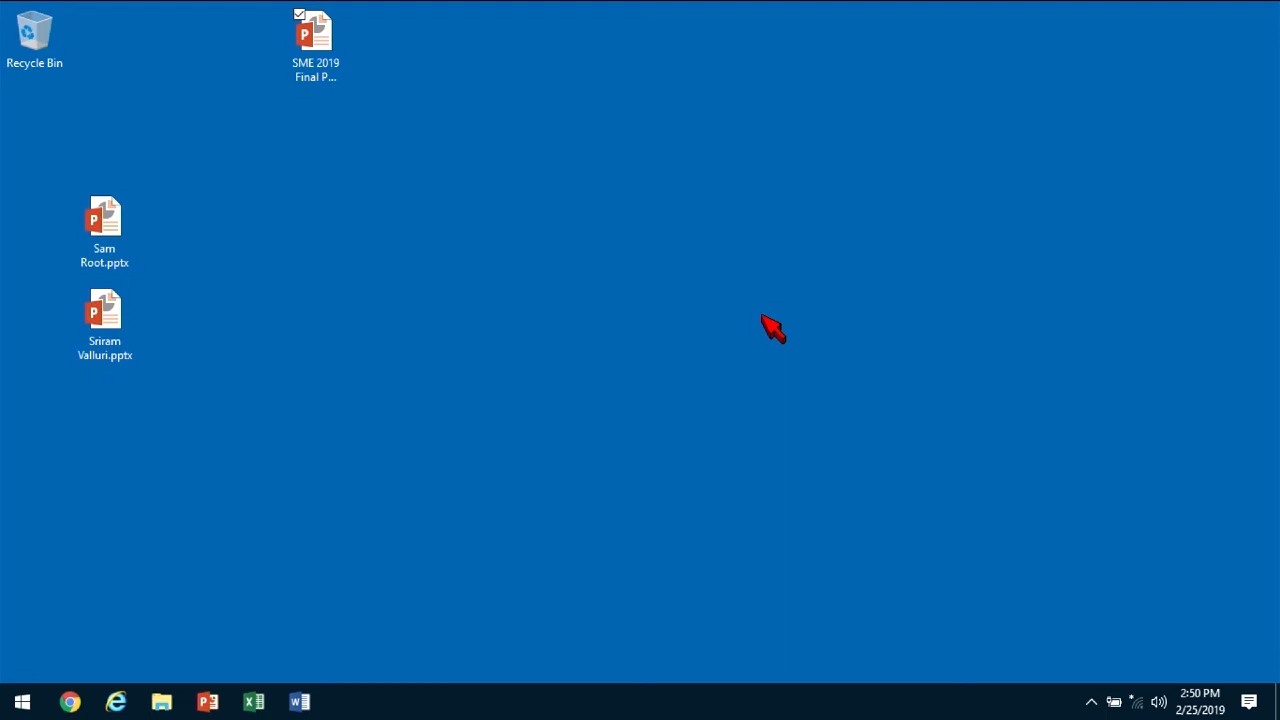 Recycle Bin
SME 2019
Final P...
Sam
Root.pptx
Sriram
Valluri.pptx
2:50 PM
2/25/2019